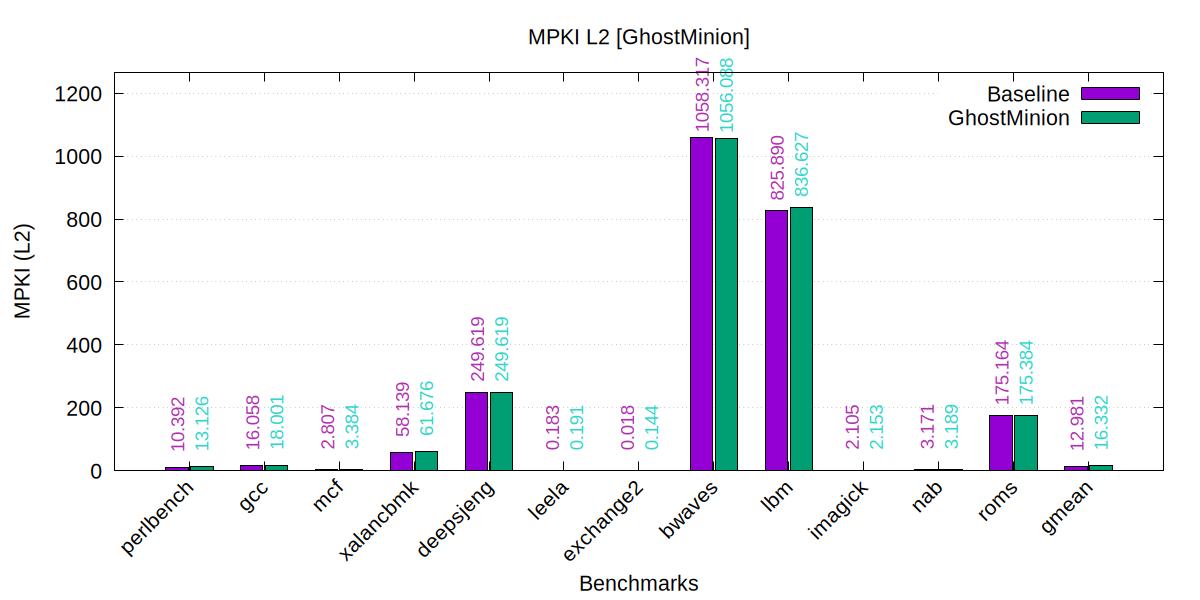 MPKI L2 [GhostMinion]
Baseline
GhostMinion
MPKI (L2)
1200
1000
800
600
400
200
0
10.392
13.126
16.058
18.001
2.807
3.384
58.139
61.676
249.619
249.619
0.183
0.191
0.018
0.144
1058.317
1056.088
825.890
836.627
2.105
2.153
3.171
3.189
175.164
175.384
12.981
16.332
perlbench
gcc
mcf
xalancbmk
deepsjeng
leela
exchange2
bwaves
lbm
imagick
nab
roms
gmean
Benchmarks